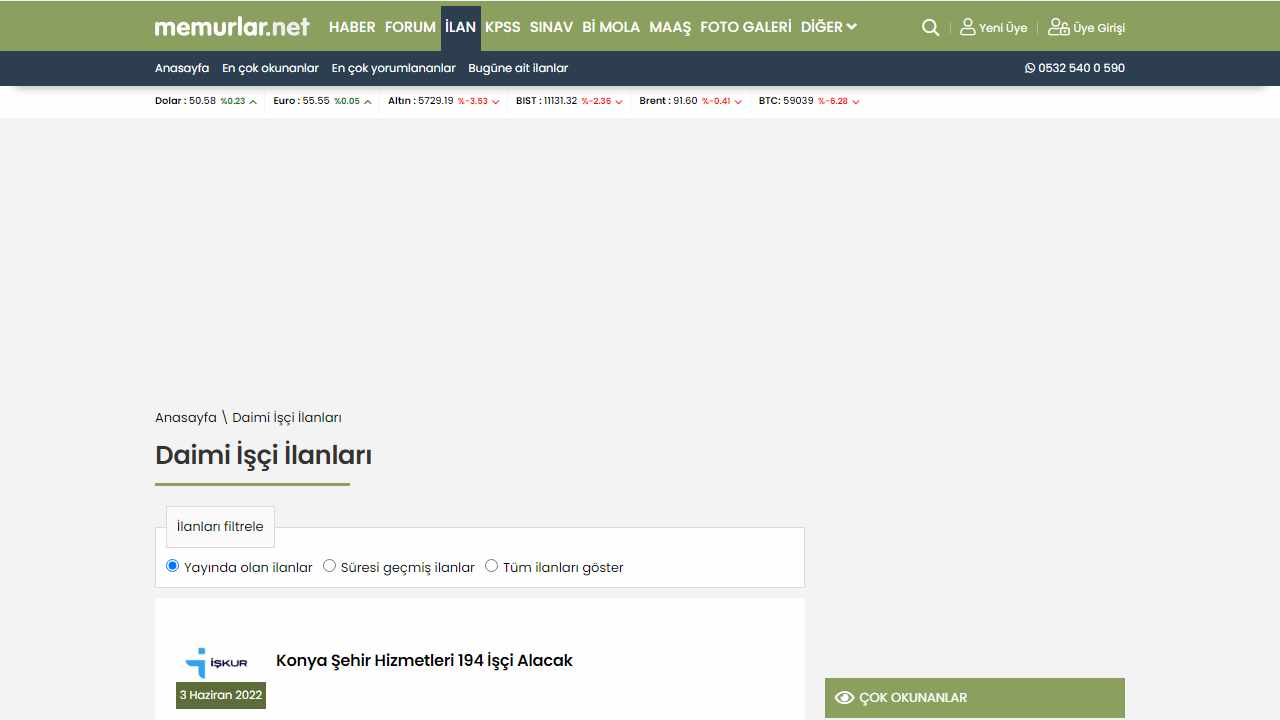 memurlar.net HABER FORUM İLAN KPSS SINAV Bİ MOLA MAAŞ FOTO GALERİ DİĞER Yeni Üye Üye Girişi
Anasayfa En çok okunanlar En çok yorumlananlar Bugüne ait ilanlar 0532 540 0 590
Dolar : 50.58 %0.23 Euro : 55.55 %0.05 Altın : 5729.19 %-3.53 BIST : 11131.32 %-2.36 Brent : 91.60 %-0.41 BTC: 59039 %-6.28
Anasayfa \ Daimi İşçi İlanları
Daimi İşçi İlanları
İlanları filtrele
Yayında olan ilanlar Süresi geçmiş ilanlar Tüm ilanları göster
İŞKUR
Konya Şehir Hizmetleri 194 İşçi Alacak
3 Haziran 2022
ÇOK OKUNANLAR